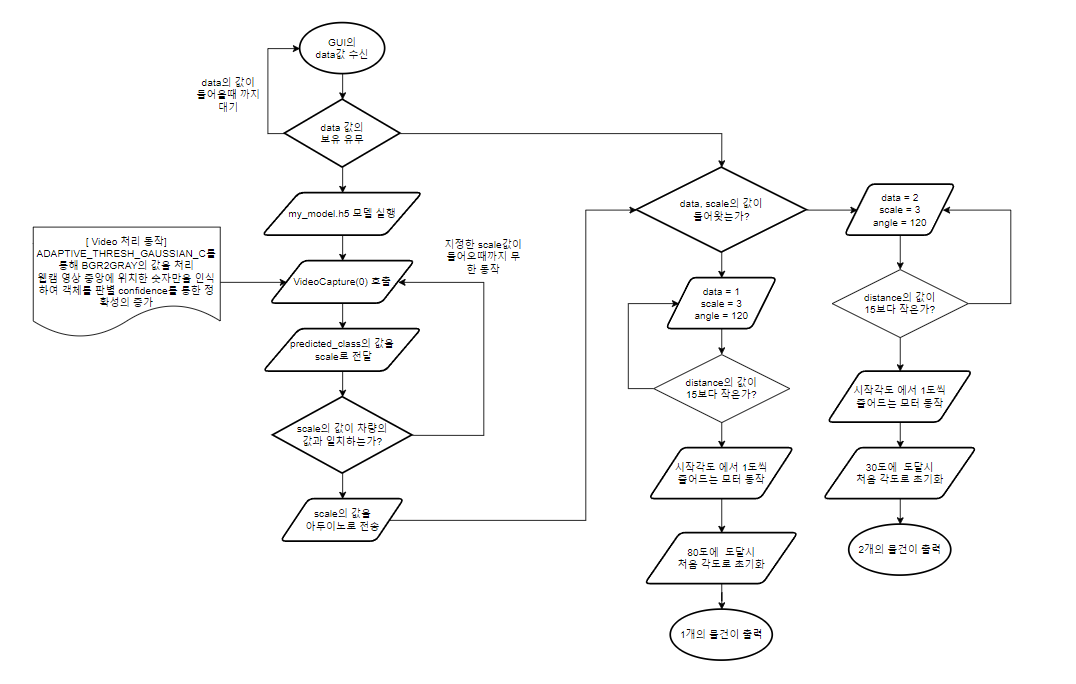 GUI의
data값 수신
data의 값이
들어올때 까지
대기
data 값의
보유 유무
my_model.h5 모델 실행
[ Video 처리 동작]
ADAPTIVE_THRESH_GAUSSIAN_C를
통해 BGR2GRAY의 값을 처리
웹캠 영상 중앙에 위치한 숫자만을 인식
하여 객체를 판별 confidence를 통한 정
확성의 증가
VideoCapture(0) 호출
지정한 scale값이
들어오때까지 무
한 동작
predicted_class의 값을
scale로 전달
scale의 값이 차량의
값과 일치하는가?
scale의 값을
아두이노로 전송
data, scale의 값이
들어왓는가?
data = 1
scale = 3
angle = 120
distance의 값이
15보다 작은가?
시작각도 에서 1도씩
줄어드는 모터 동작
80도에 도달시
처음 각도로 초기화
1개의 물건이 출력
data = 2
scale = 3
angle = 120
distance의 값이
15보다 작은가?
시작각도 에서 1도씩
줄어드는 모터 동작
30도에 도달시
처음 각도로 초기화
2개의 물건이 출력